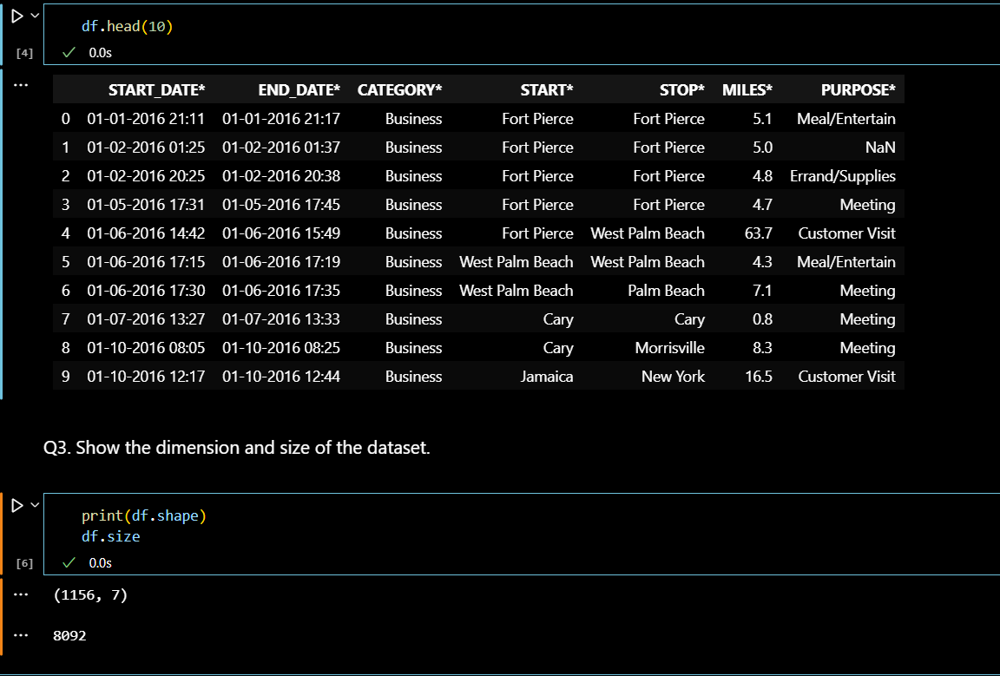 df.head(10)
[4] 0.0s
START_DATE* END_DATE* CATEGORY* START* STOP* MILES* PURPOSE*
0 01-01-2016 21:11 01-01-2016 21:17 Business Fort Pierce Fort Pierce 5.1 Meal/Entertain
1 01-02-2016 01:25 01-02-2016 01:37 Business Fort Pierce Fort Pierce 5.0 NaN
2 01-02-2016 20:25 01-02-2016 20:38 Business Fort Pierce Fort Pierce 4.8 Errand/Supplies
3 01-05-2016 17:31 01-05-2016 17:45 Business Fort Pierce Fort Pierce 4.7 Meeting
4 01-06-2016 14:42 01-06-2016 15:49 Business Fort Pierce West Palm Beach 63.7 Customer Visit
5 01-06-2016 17:15 01-06-2016 17:19 Business West Palm Beach West Palm Beach 4.3 Meal/Entertain
6 01-06-2016 17:30 01-06-2016 17:35 Business West Palm Beach Palm Beach 7.1 Meeting
7 01-07-2016 13:27 01-07-2016 13:33 Business Cary Cary 0.8 Meeting
8 01-10-2016 08:05 01-10-2016 08:25 Business Cary Morrisville 8.3 Meeting
9 01-10-2016 12:17 01-10-2016 12:44 Business Jamaica New York 16.5 Customer Visit
Q3. Show the dimension and size of the dataset.
print(df.shape)
df.size
[6] 0.0s
(1156, 7)
8092